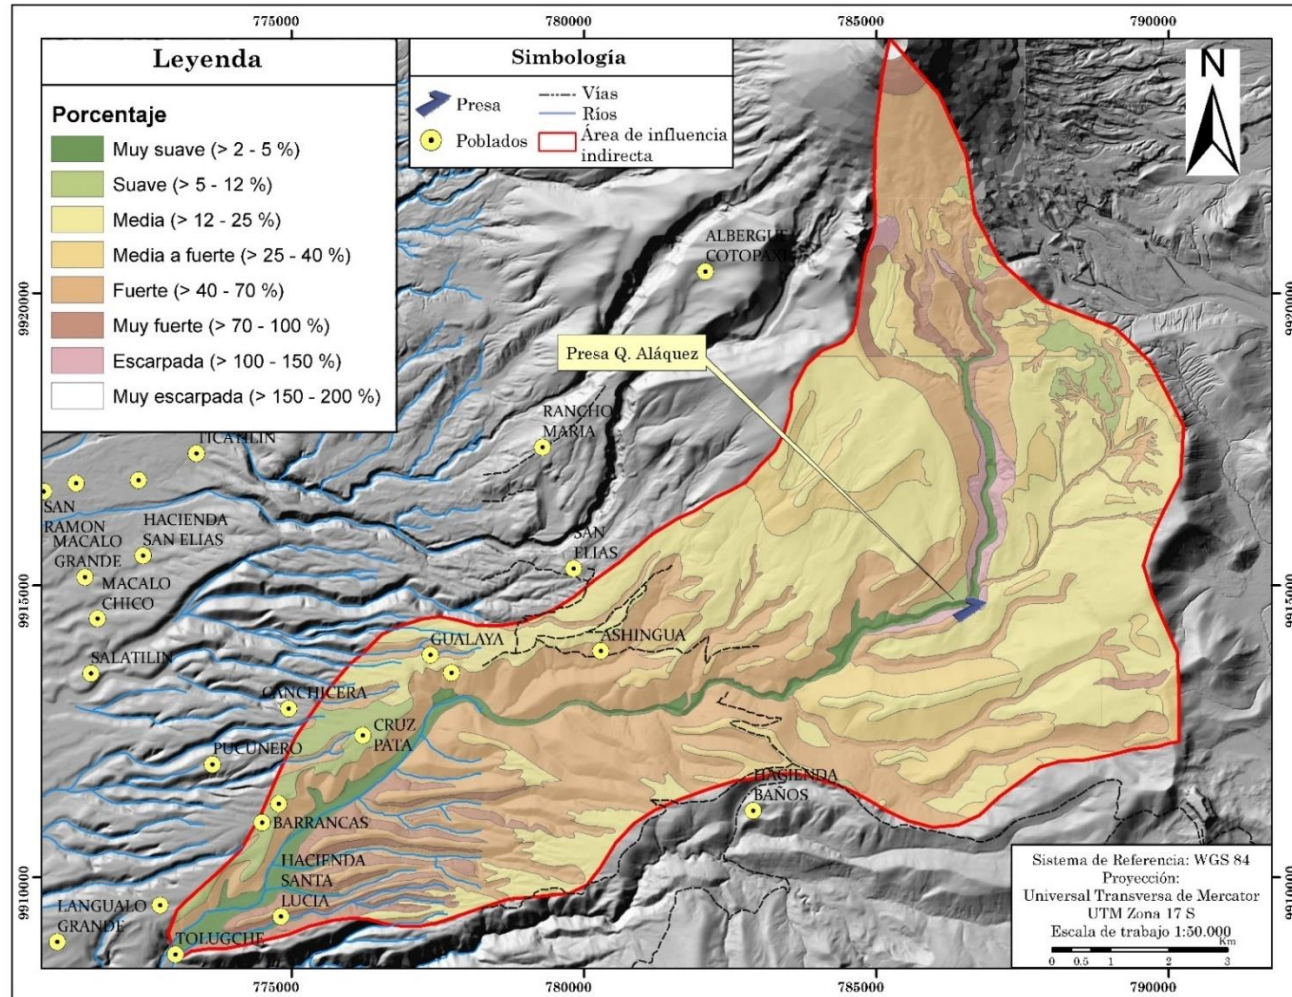 775000
780000
785000
790000
Leyenda
Porcentaje
Muy suave (> 2 - 5 %)
Suave (> 5 - 12 %)
Media (> 12 - 25 %)
Media a fuerte (> 25 - 40 %)
Fuerte (> 40 - 70 %)
Muy fuerte (> 70 - 100 %)
Escarpada (> 100 - 150 %)
Muy escarpada (> 150 - 200 %)
Simbología
Presa
Poblados
Vías
Ríos
Área de influencia
indirecta
N
ALBERGUE
COTOPAXI
9920000
9920000
Presa Q. Aláquez
RANCHO
MARIA
TICATILIN
SAN
RAMON
HACIENDA
SAN ELIAS
MACALO
GRANDE
MACALO
CHICO
SAN
ELIAS
9915000
9915000
SALATILIN
GUALAYA
ASHINGUA
CANCHICERA
CRUZ
PATA
PUCUNERO
HACIENDA
BAÑOS
BARRANCAS
HACIENDA
SANTA
LUCIA
LANGUALO
GRANDE
TOLUGCHE
9910000
9910000
Sistema de Referencia: WGS 84
Proyección:
Universal Transversa de Mercator
UTM Zona 17 S
Escala de trabajo 1:50.000
Km
0 0.5 1 2 3
775000
780000
785000
790000